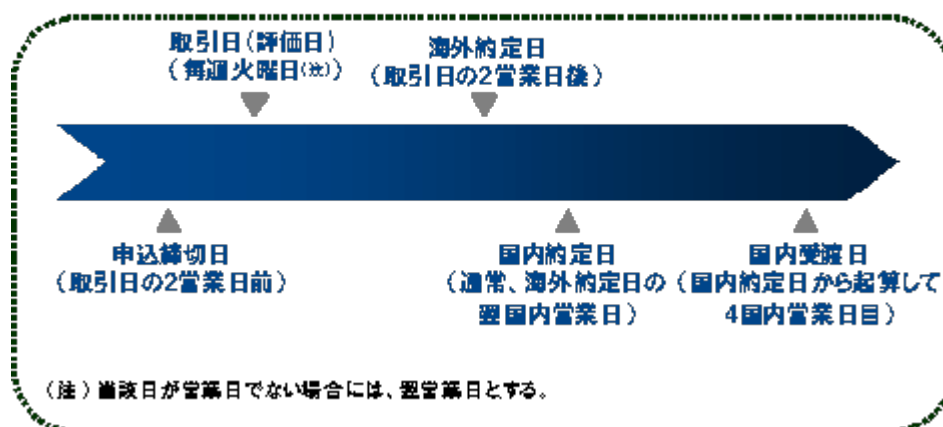 取引日(評価日)
(毎週火曜日(注))
海外約定日
(取引日の2営業日後)
申込締切日
(取引日の2営業日前)
国内約定日
(通常、海外約定日の
翌国内営業日)
国内受渡日
(国内約定日から起算して
4国内営業日目)
(注)当該日が営業日でない場合には、翌営業日とする。